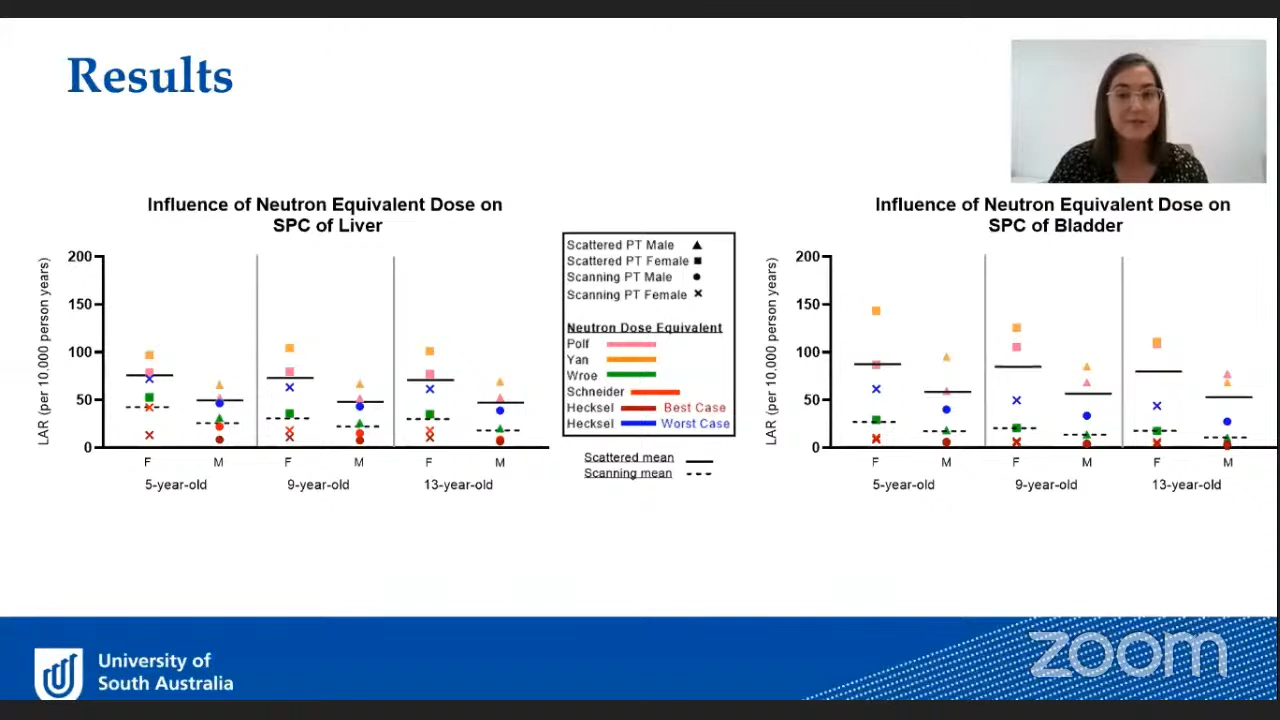 Results
Influence of Neutron Equivalent Dose on
SPC of Liver
LAR (per 10,000 person years)
200
150
100
50
0
F
M
F
M
F
M
5-year-old
9-year-old
13-year-old
Scattered PT Male
Scattered PT Female
Scanning PT Male
Scanning PT Female
Neutron Dose Equivalent
Polf
Yan
Wroe
Schneider
Hecksel Best Case
Hecksel Worst Case
Scattered mean
Scanning mean
Influence of Neutron Equivalent Dose on
SPC of Bladder
LAR (per 10,000 person years)
200
150
100
50
0
F
M
F
M
F
M
5-year-old
9-year-old
13-year-old
University of
South Australia
zoom